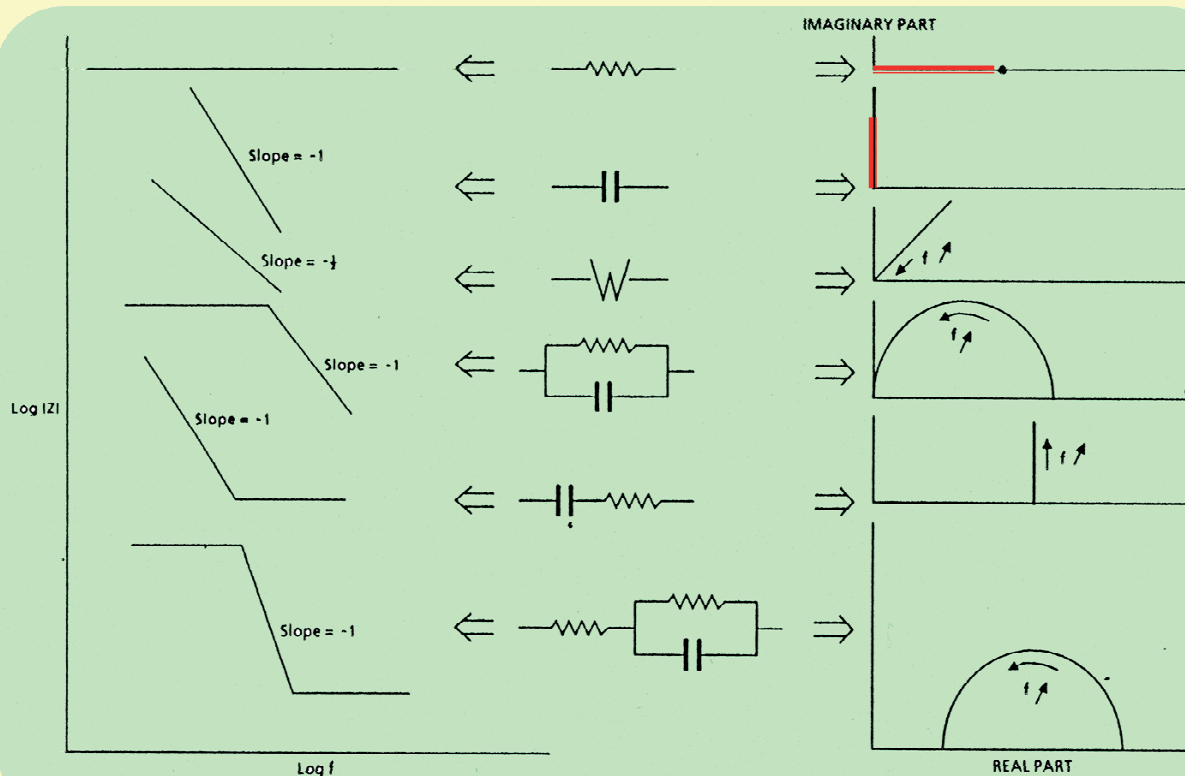 IMAGINARY PART
Slope = -1
Slope = -½
f
f
Slope = -1
Log |Z|
Slope = -1
f
W
Slope = -1
f
Log f
REAL PART